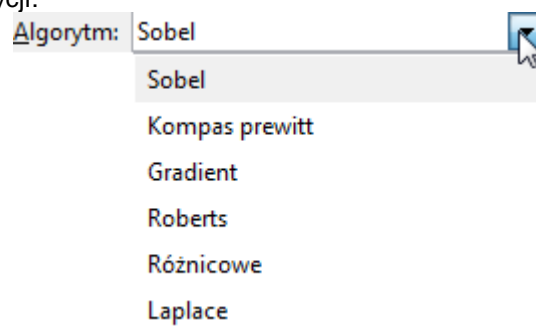 Algorytm: Sobel
Sobel
Kompas prewitt
Gradient
Roberts
Różnicowe
Laplace